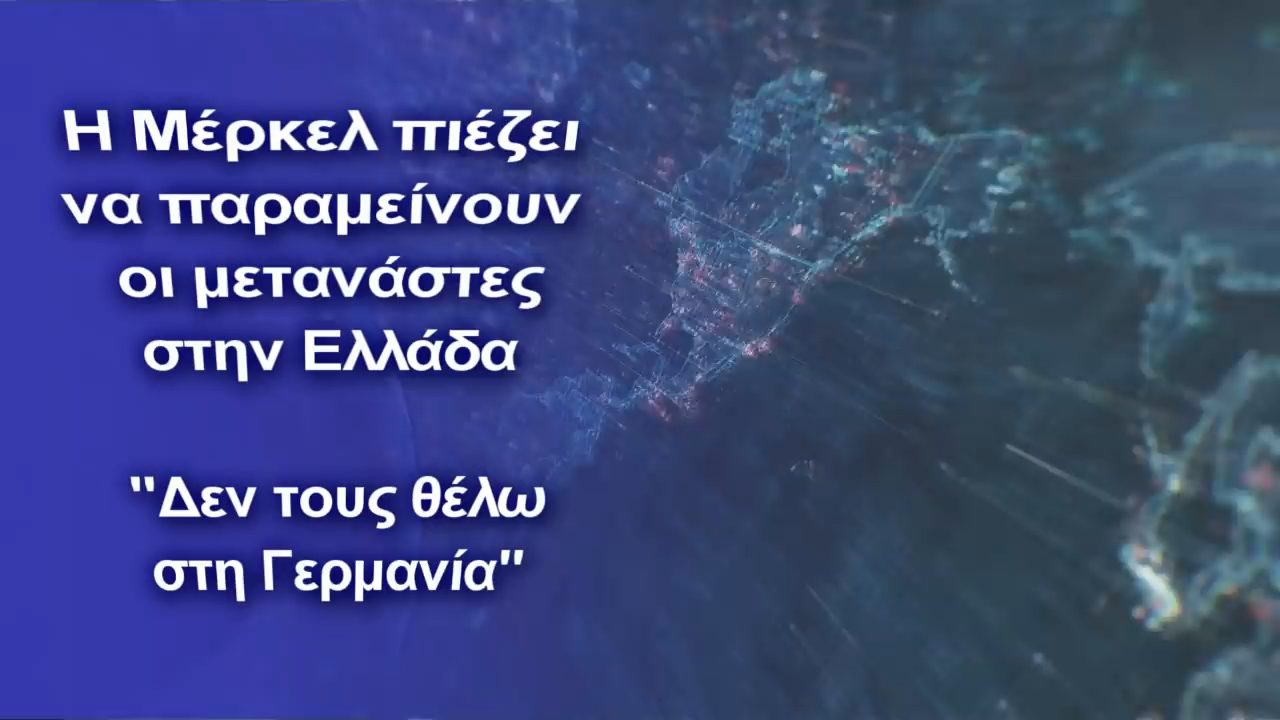 Η Μέρκελ πιέζει
να παραμείνουν
οι μετανάστες
στην Ελλάδα
"Δεν τους θέλω
στη Γερμανία"